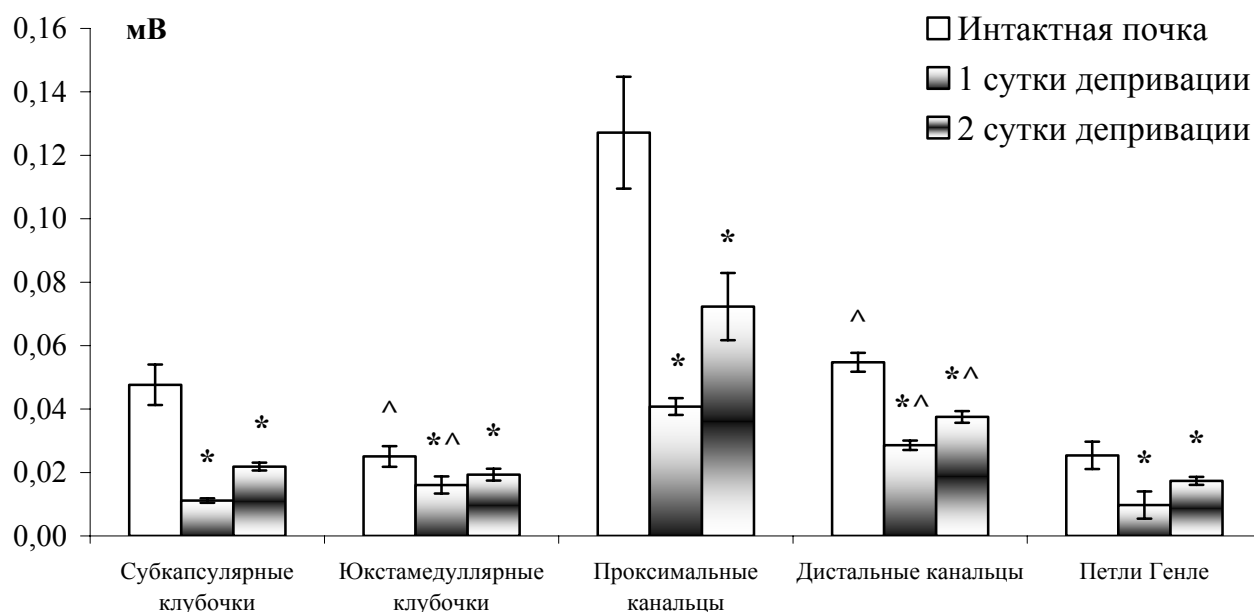 0,16
мВ
0,14
0,12
0,10
0,08
0,06
0,04
0,02
0,00
Интактная почка
1 сутки депривации
2 сутки депривации
*
*
^
*^
*
*
*
^
*^
*^
*
*
Субкапсулярные
клубочки
Юкстамедуллярные
клубочки
Проксимальные
канальцы
Дистальные канальцы
Петли Генле